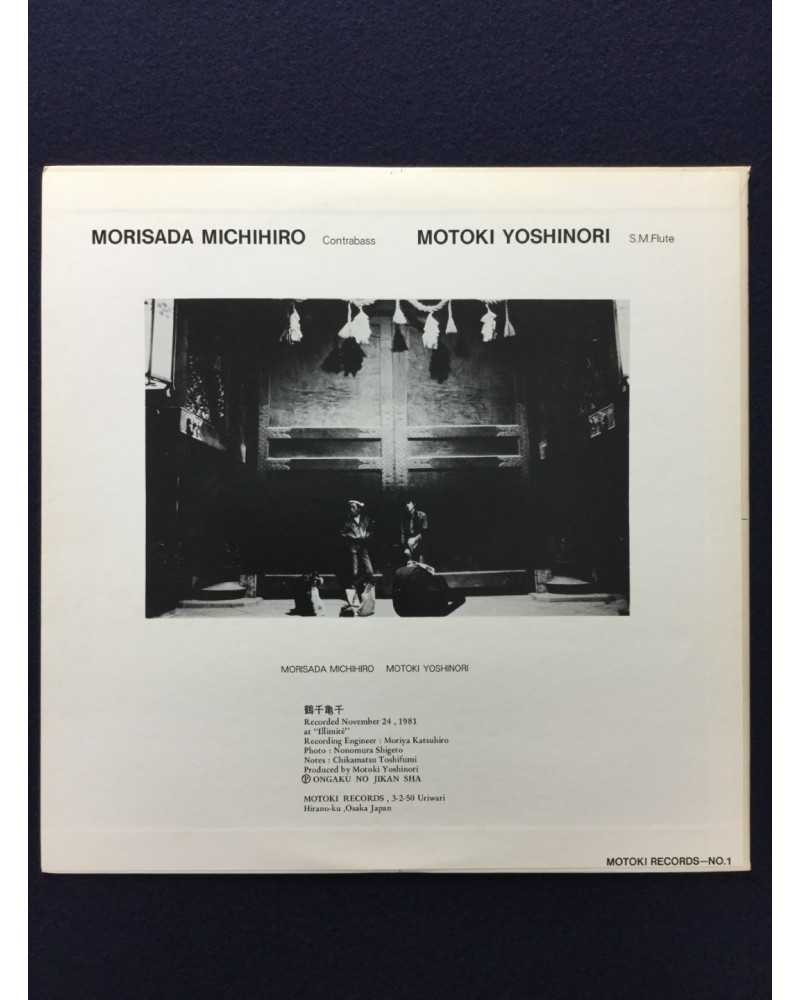 MORISADA MICHIHIRO Contrabass MOTOKI YOSHINORI S.M.Flute
MORISADA MICHIHIRO MOTOKI YOSHINORI
鶴千亀千
Recorded November 24 , 1981
at "Illimité"
Recording Engineer : Moriya Katsuhiro
Photo : Nonomura Shigeto
Notes : Chikamatsu Toshifumi
Produced by Motoki Yoshinori
Ⓟ ONGAKU NO JIKAN SHA
MOTOKI RECORDS , 3-2-50 Uriwari
Hirano-ku ,Osaka Japan
MOTOKI RECORDS—NO.1